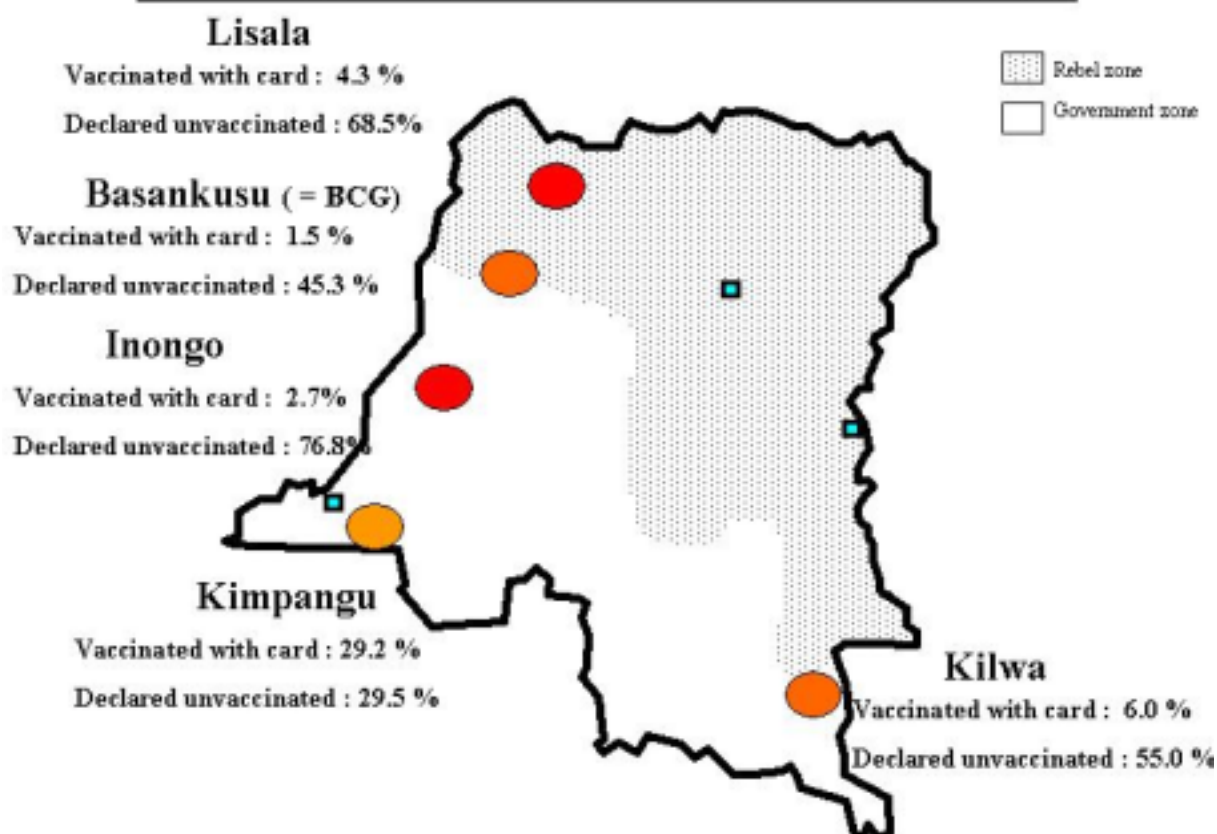 Lisala
Vaccinated with card : 4.3 %
Declared unvaccinated : 68.5%
Rebel zone
Government zone
Basankusu ( = BCG)
Vaccinated with card : 1.5 %
Declared unvaccinated : 45.3 %
Inongo
Vaccinated with card : 2.7%
Declared unvaccinated : 76.8%
Kimpangu
Vaccinated with card : 29.2 %
Declared unvaccinated : 29.5 %
Kilwa
Vaccinated with card : 6.0 %
Declared unvaccinated : 55.0 %